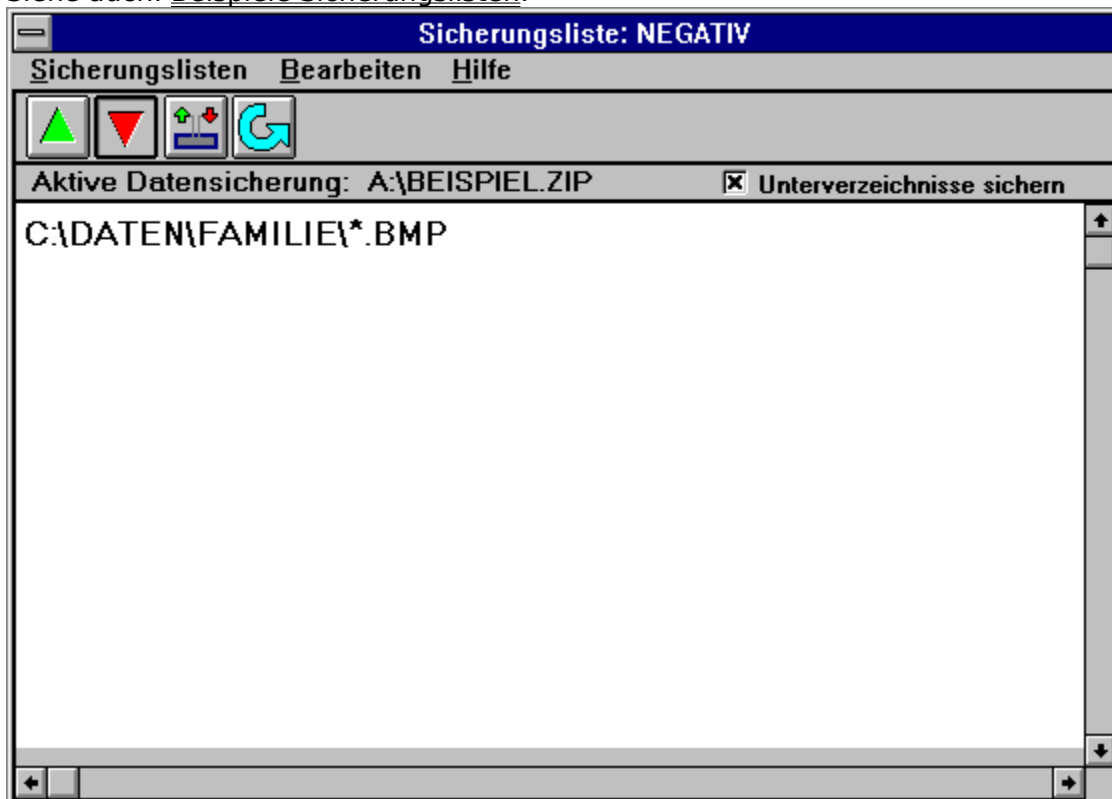 Siehe auch: Beispiele Sicherungslisten.
Sicherungsliste: NEGATIV
Sicherungslisten Bearbeiten Hilfe
Aktive Datensicherung: A:\BEISPIEL.ZIP Unterverzeichnisse sichern
C:\DATEN\FAMILIE\*.BMP